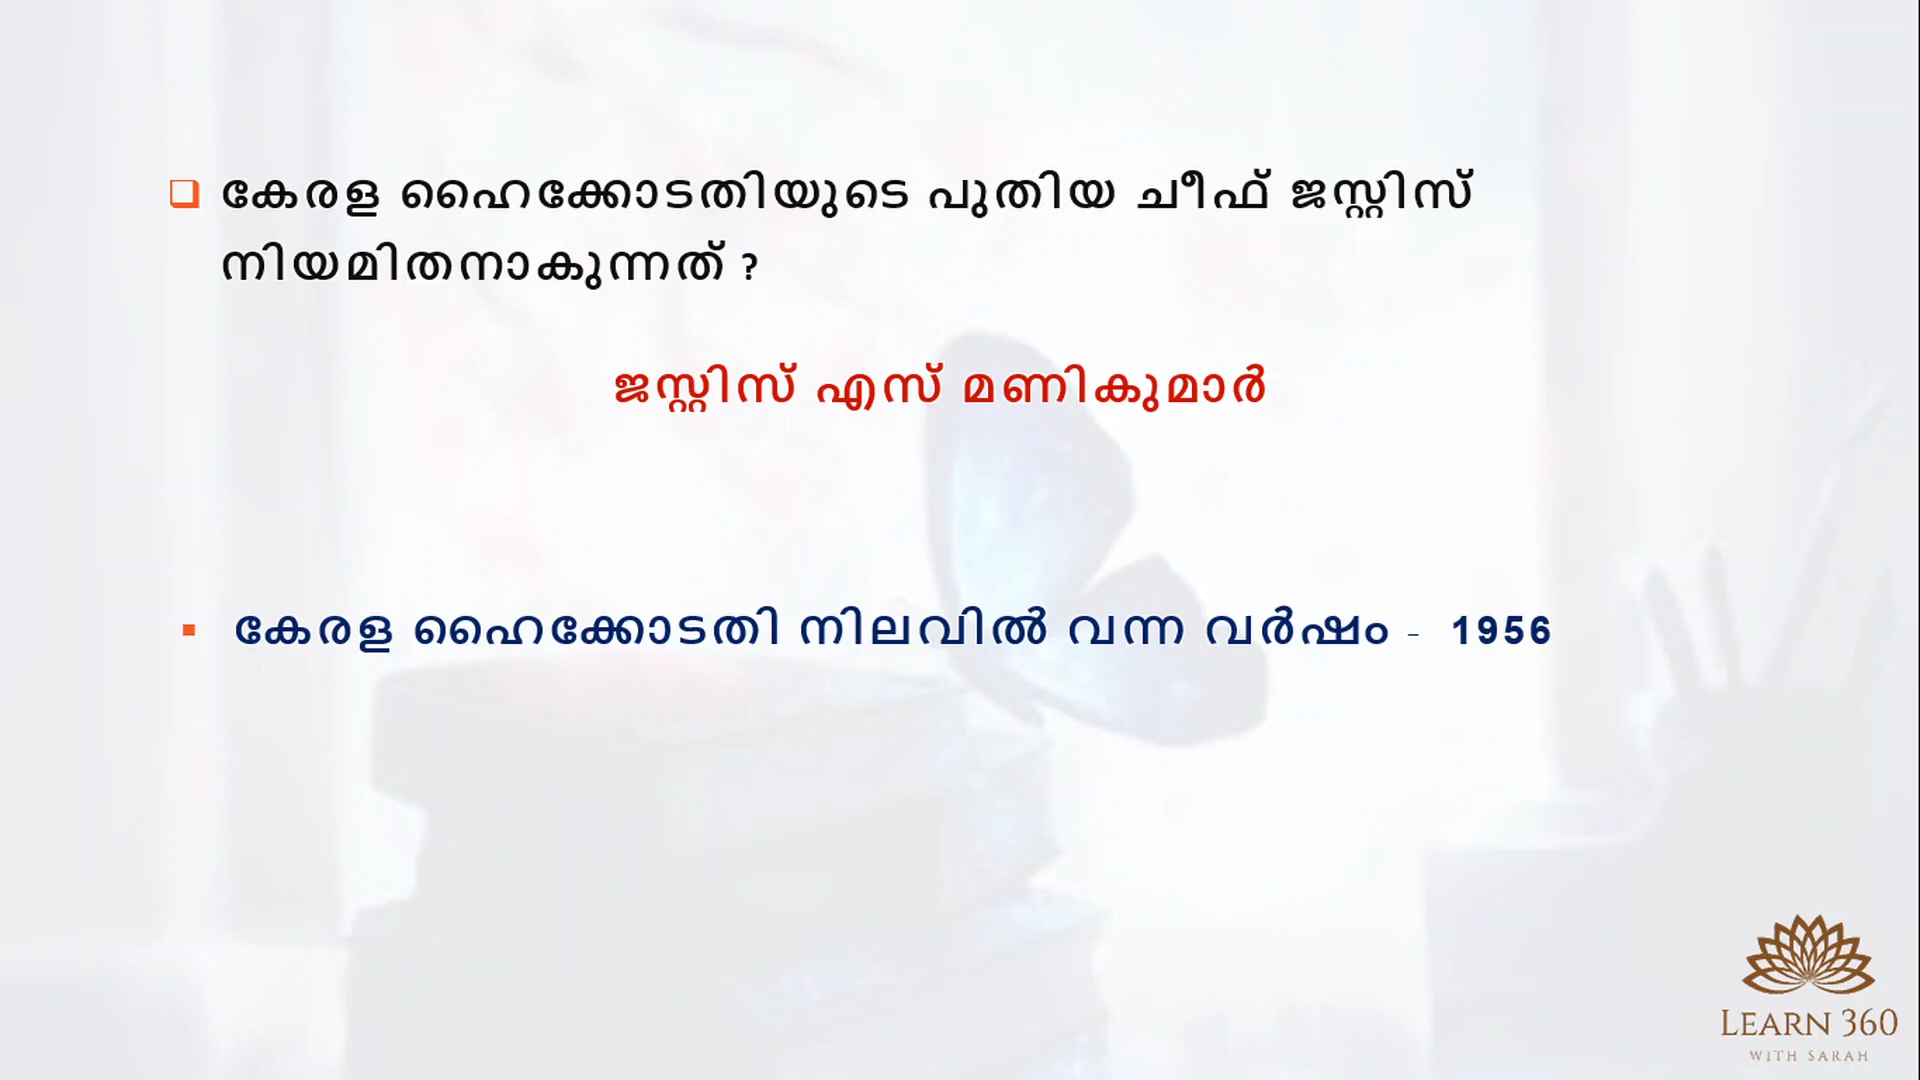 കേരള ഹൈക്കോടതിയുടെ പുതിയ ചീഫ് ജസ്റ്റിസ്
നിയമിതനാകുന്നത് ?
ജസ്റ്റിസ് എസ് മണികുമാർ
കേരള ഹൈക്കോടതി നിലവിൽ വന്ന വർഷം - 1956
LEARN 360
WITH SARAH